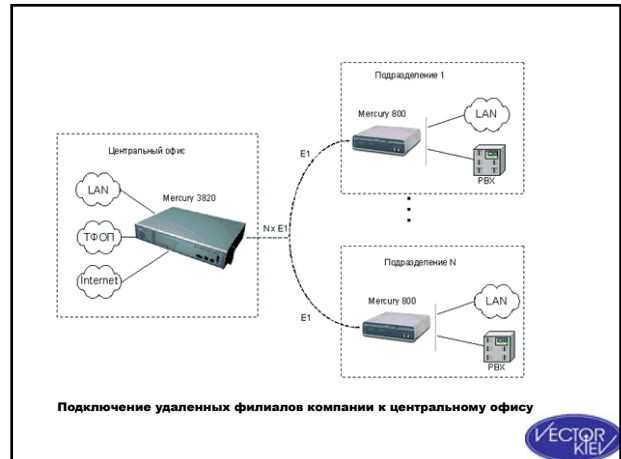 Подразделение 1
Mercury 800
LAN
E1
PBX
Центральный офис
LAN
Mercury 3820
ТФОП
N x E1
Internet
Подразделение N
Mercury 800
LAN
E1
PBX
Подключение удаленных филиалов компании к центральному офису
VECTOR
KIEV